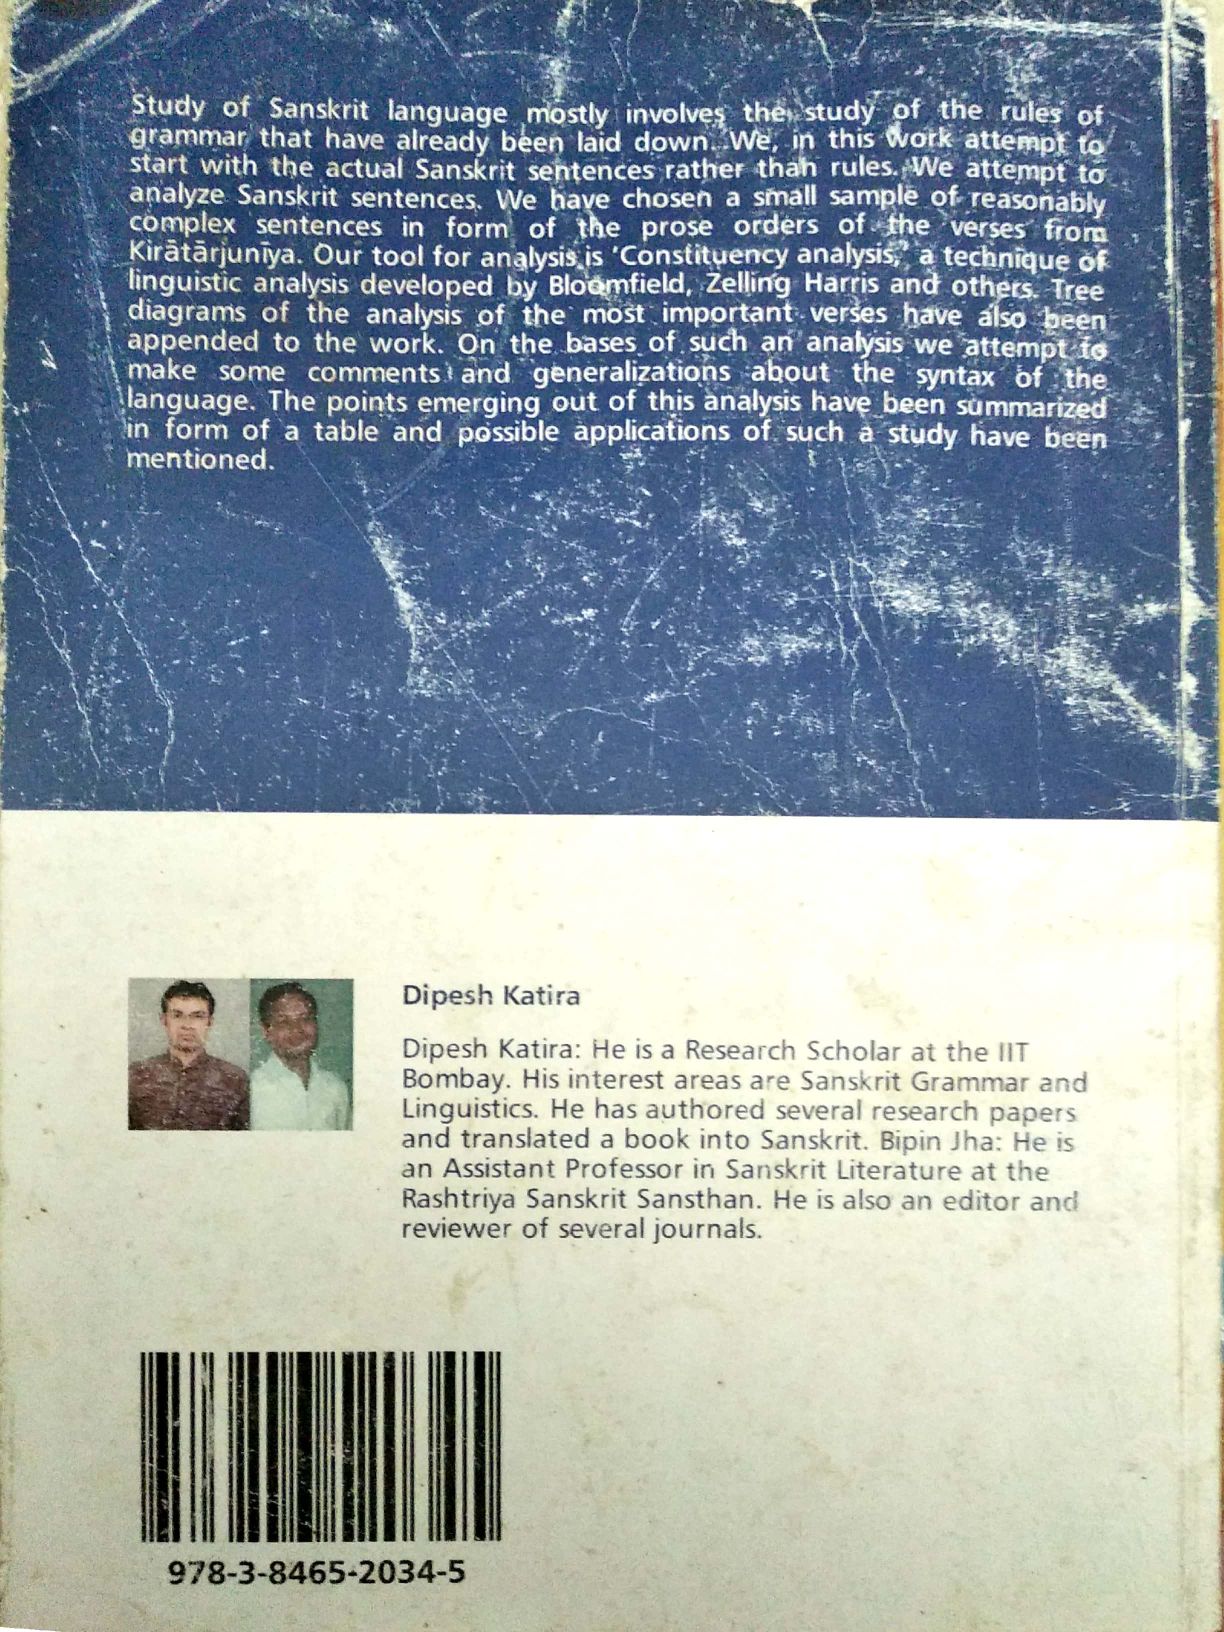 Study of Sanskrit language mostly involves the study of the rules of
grammar that have already been laid down. We, in this work attempt to
start with the actual Sanskrit sentences rather than rules. We attempt to
analyze Sanskrit sentences. We have chosen a small sample of reasonably
complex sentences in form of the prose orders of the verses from
Kirātārjunīya. Our tool for analysis is ‘Constituency analysis,’ a technique of
linguistic analysis developed by Bloomfield, Zelling Harris and others. Tree
diagrams of the analysis of the most important verses have also been
appended to the work. On the bases of such an analysis we attempt to
make some comments and generalizations about the syntax of the
language. The points emerging out of this analysis have been summarized
in form of a table and possible applications of such a study have been
mentioned.
Dipesh Katira
Dipesh Katira: He is a Research Scholar at the IIT
Bombay. His interest areas are Sanskrit Grammar and
Linguistics. He has authored several research papers
and translated a book into Sanskrit. Bipin Jha: He is
an Assistant Professor in Sanskrit Literature at the
Rashtriya Sanskrit Sansthan. He is also an editor and
reviewer of several journals.
978-3-8465-2034-5